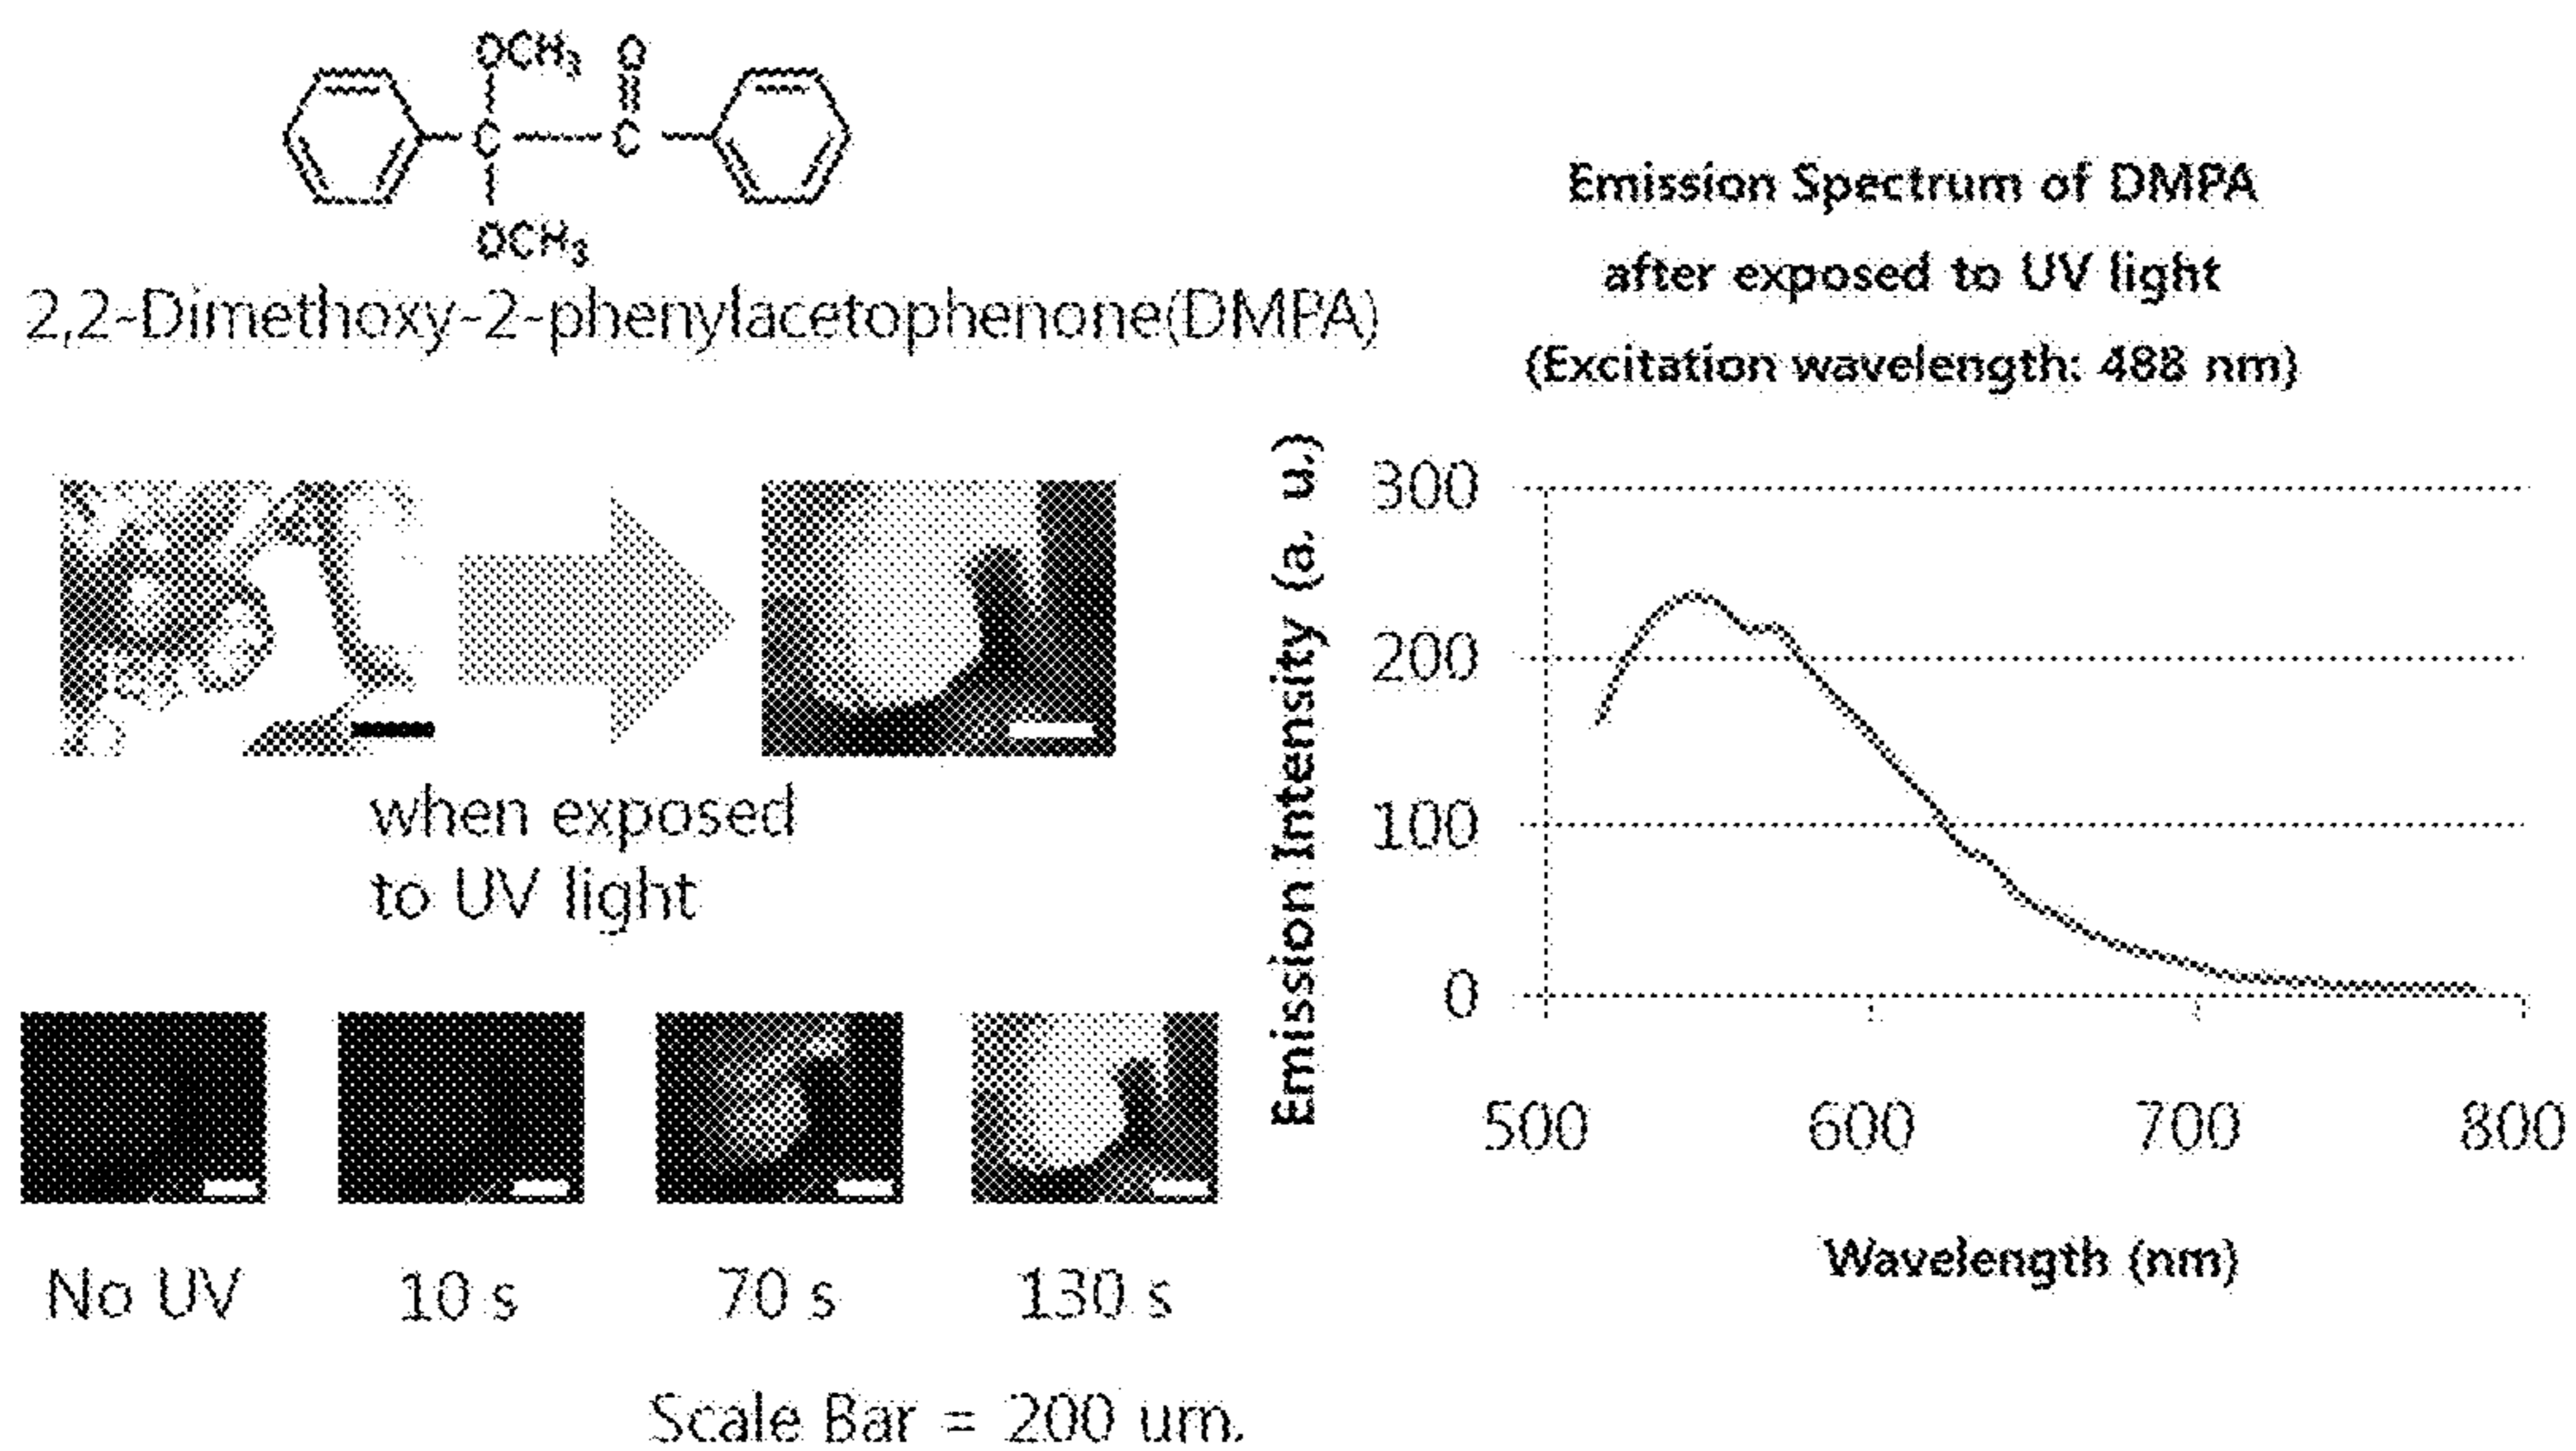 OCH3 O
C C
OCH3
2,2-Dimethoxy-2-phenylacetophenone(DMPA)
when exposed
to UV light
No UV 10 s 70 s 130 s
Scale Bar = 200 um.
Emission Spectrum of DMPA
after exposed to UV light
(Excitation wavelength: 488 nm)
Emission Intensity (a. u.)
300
200
100
0
500 600 700 800
Wavelength (nm)